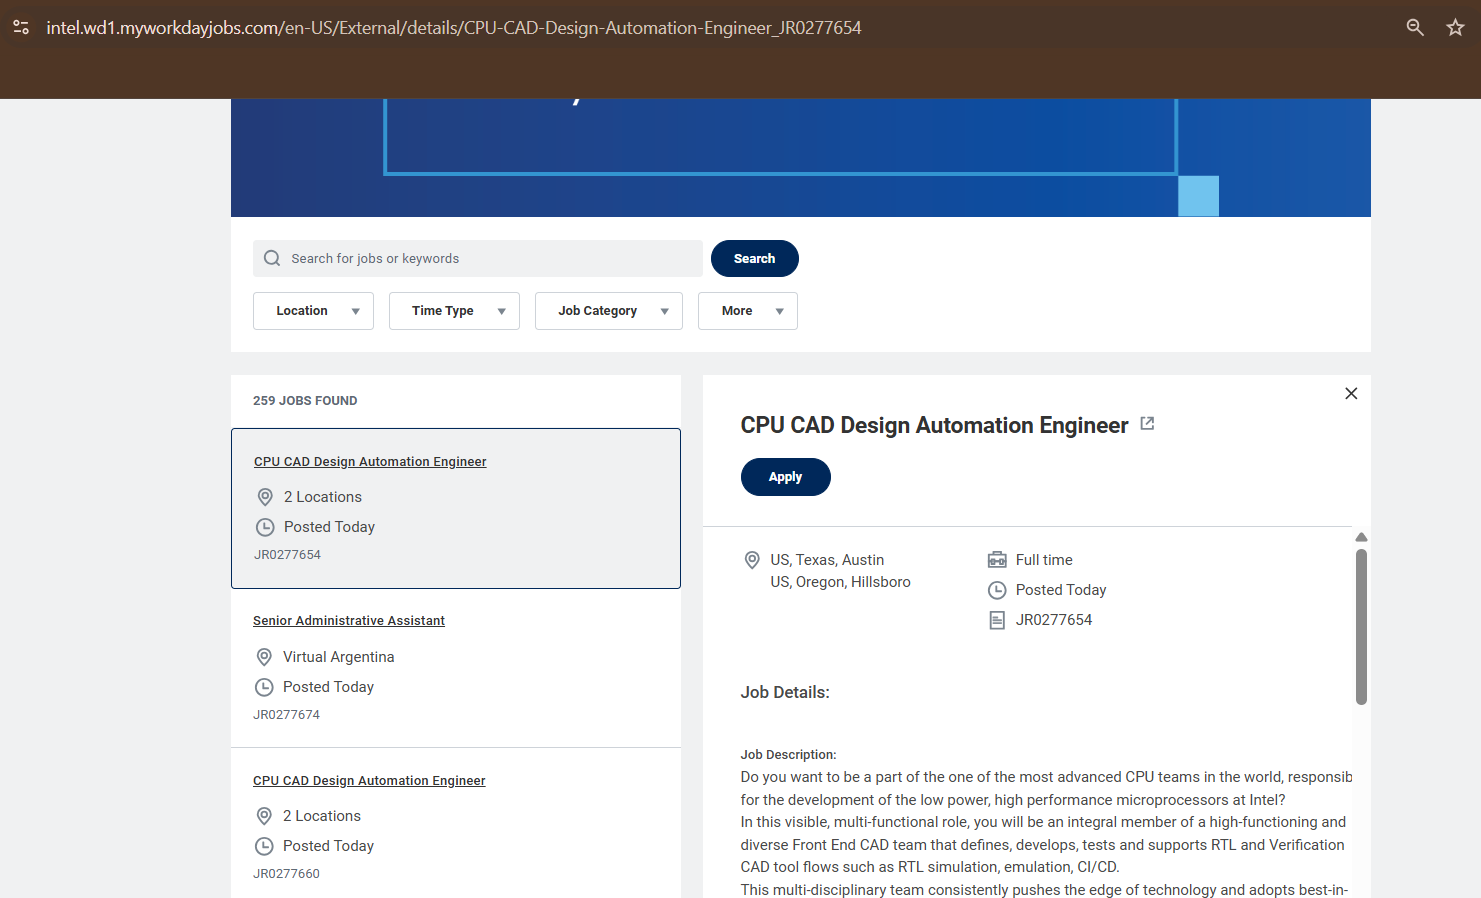 intel.wd1.myworkdayjobs.com/en-US/External/details/CPU-CAD-Design-Automation-Engineer_JR0277654
Search for jobs or keywords
Search
Location
Time Type
Job Category
More
259 JOBS FOUND
CPU CAD Design Automation Engineer
2 Locations
Posted Today
JR0277654
Senior Administrative Assistant
Virtual Argentina
Posted Today
JR0277674
CPU CAD Design Automation Engineer
2 Locations
Posted Today
JR0277660
CPU CAD Design Automation Engineer
Apply
US, Texas, Austin
US, Oregon, Hillsboro
Full time
Posted Today
JR0277654
Job Details:
Job Description:
Do you want to be a part of the one of the most advanced CPU teams in the world, responsib
for the development of the low power, high performance microprocessors at Intel?
In this visible, multi-functional role, you will be an integral member of a high-functioning and
diverse Front End CAD team that defines, develops, tests and supports RTL and Verification
CAD tool flows such as RTL simulation, emulation, CI/CD.
This multi-disciplinary team consistently pushes the edge of technology and adopts best-in-